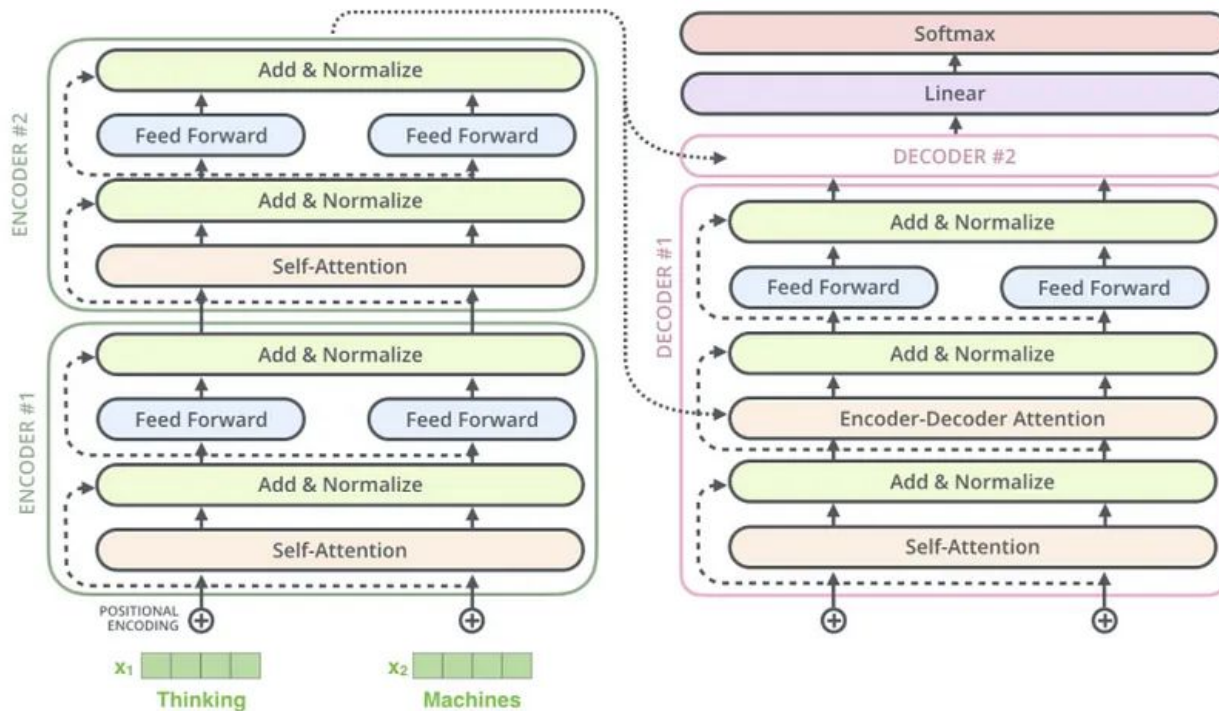 ENCODER #2
Add & Normalize
Feed Forward Feed Forward
Add & Normalize
Self-Attention
ENCODER #1
Add & Normalize
Feed Forward Feed Forward
Add & Normalize
Self-Attention
POSITIONAL
ENCODING
x₁ x₂
Thinking Machines
Softmax
Linear
DECODER #2
DECODER #1
Add & Normalize
Feed Forward Feed Forward
Add & Normalize
Encoder-Decoder Attention
Add & Normalize
Self-Attention